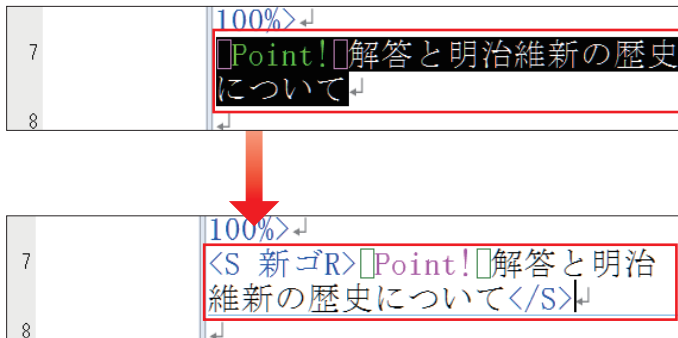 100%>↵
7 □Point!□解答と明治維新の歴史
について↵
8 ↵
100%>↵
7 <S 新ゴR>□Point!□解答と明治
維新の歴史について</S>↵
8 ↵